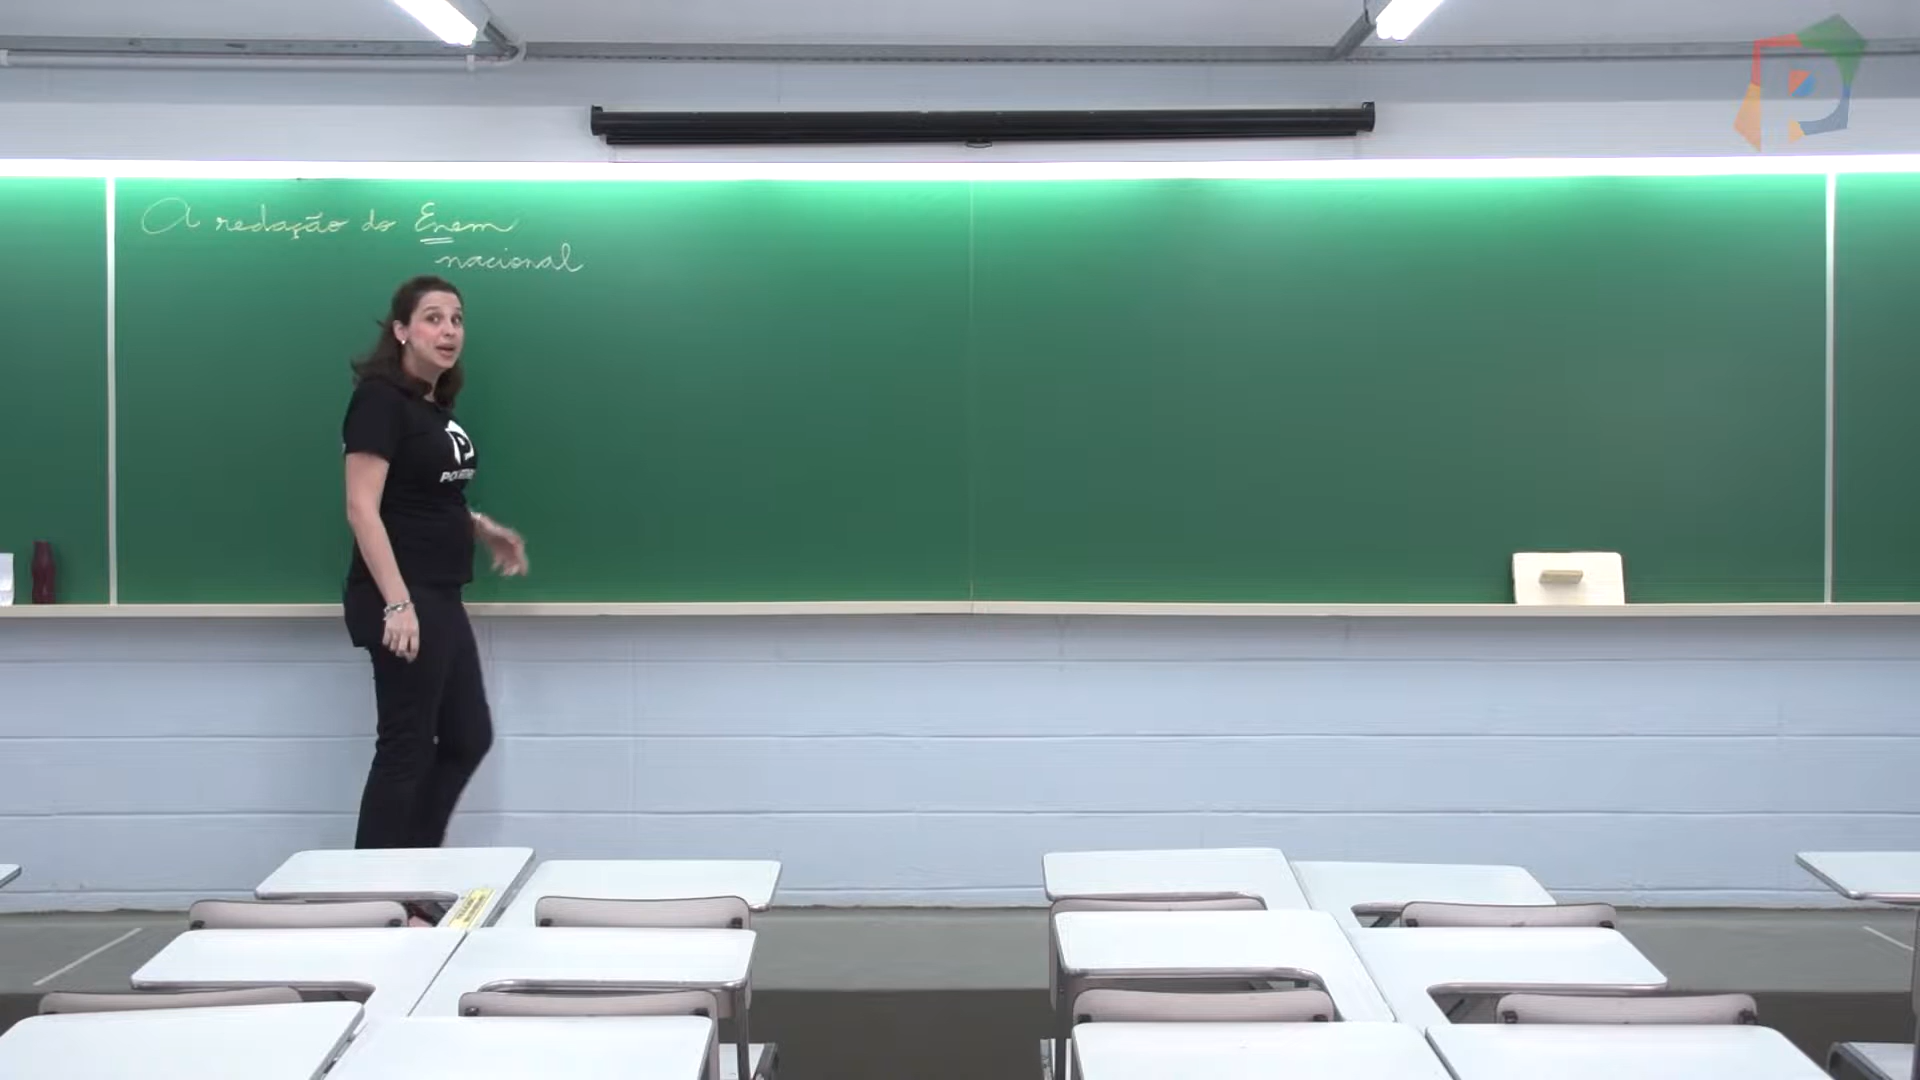 A redação do Enem
nacional
P